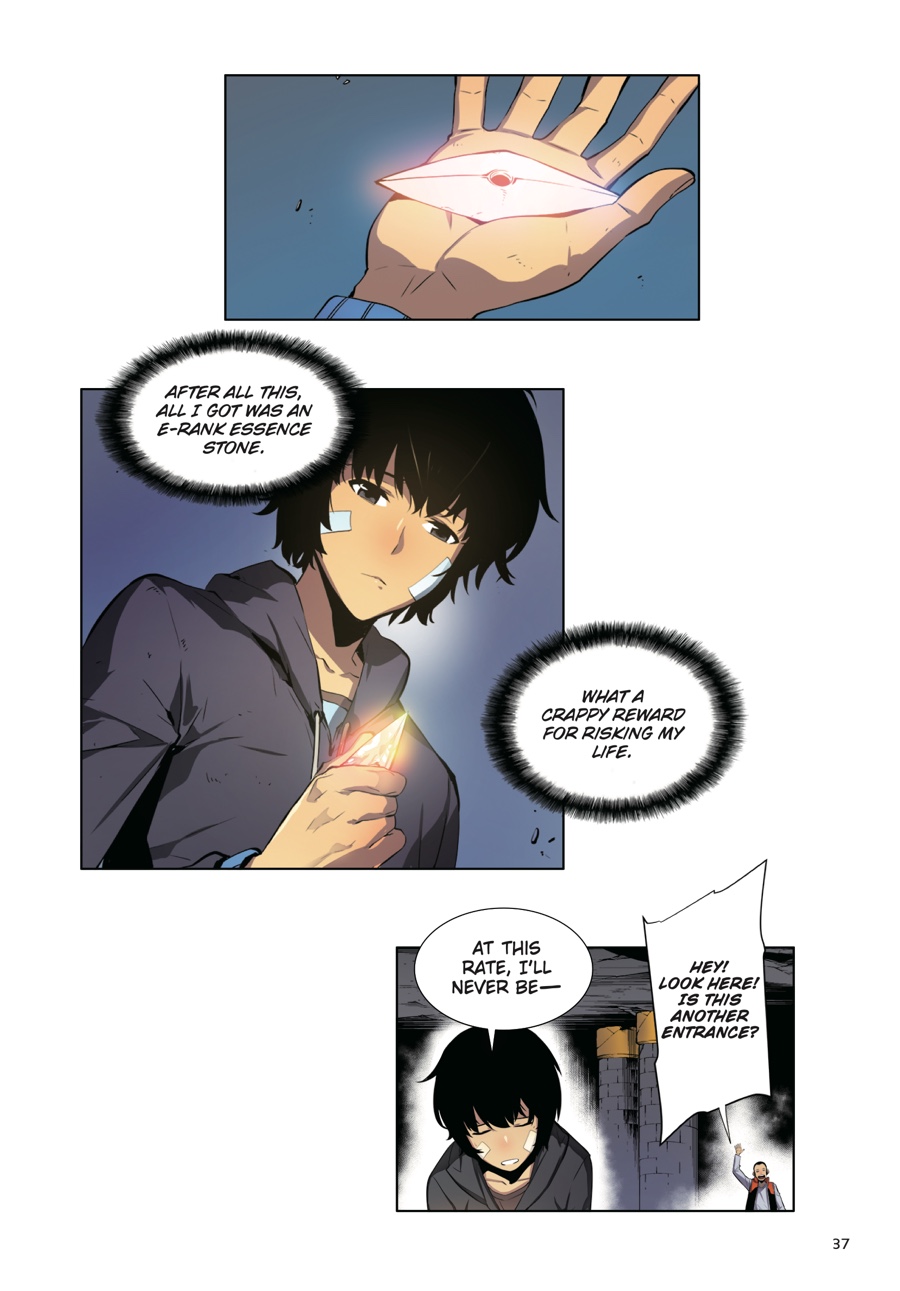 AFTER ALL THIS,
ALL I GOT WAS AN
E-RANK ESSENCE
STONE.
WHAT A
CRAPPY REWARD
FOR RISKING MY
LIFE.
AT THIS
RATE, I'LL
NEVER BE—
HEY!
LOOK HERE!
IS THIS
ANOTHER
ENTRANCE?
37